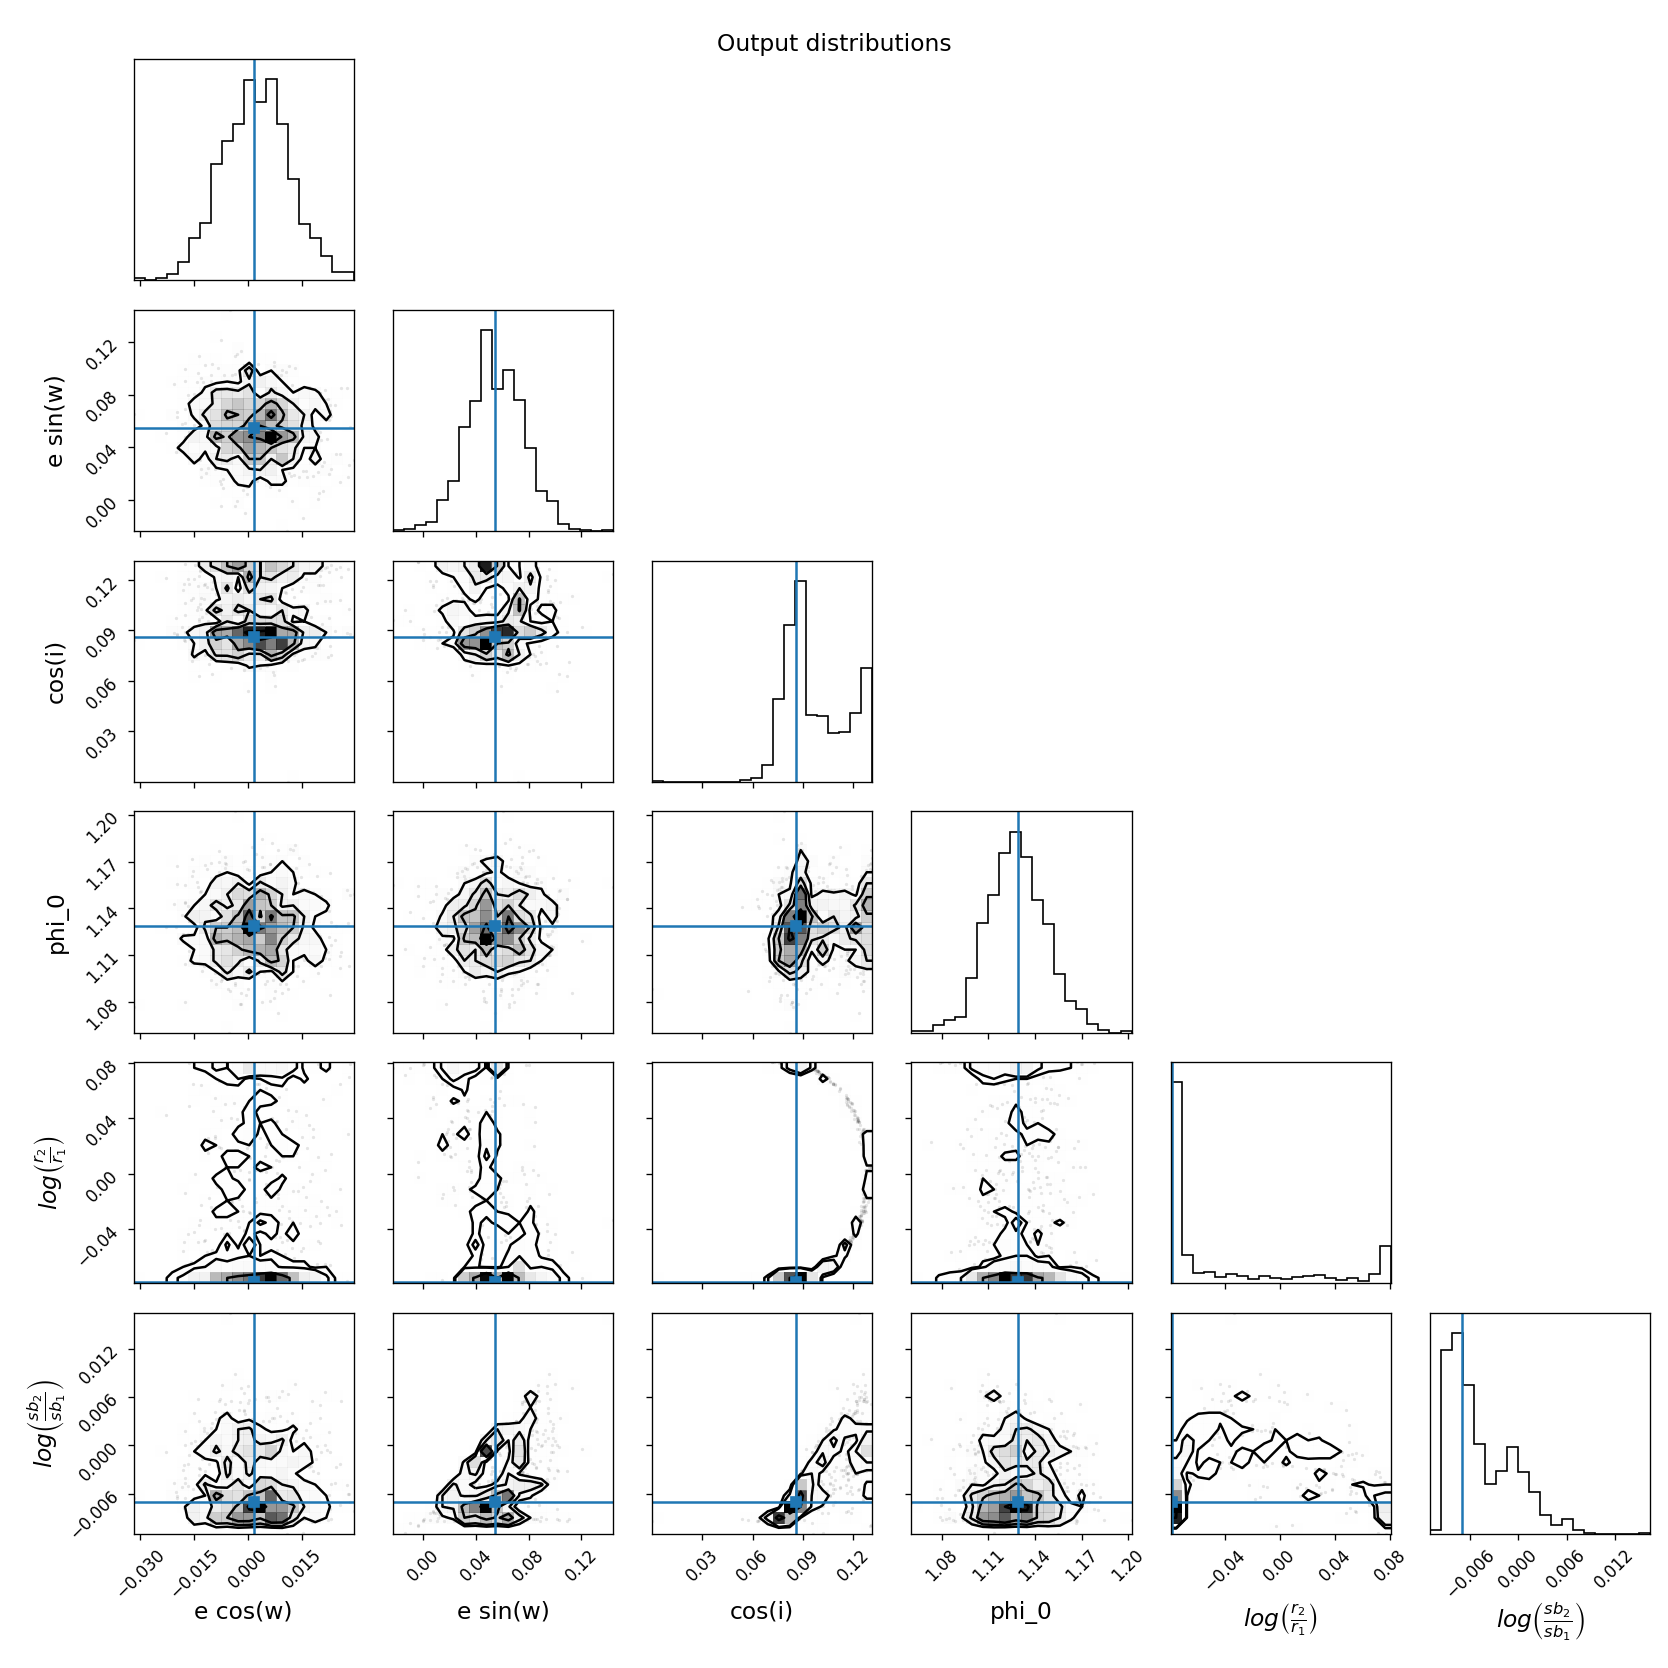 Output distributions
e sin(w)
0.12
0.08
0.04
0.00
cos(i)
0.12
0.09
0.06
0.03
phi_0
1.20
1.17
1.14
1.11
1.08
log(r2/r1)
0.08
0.04
0.00
−0.04
log(sb2/sb1)
0.012
0.006
0.000
−0.006
−0.030 −0.015 0.000 0.015
0.00 0.04 0.08 0.12
0.03 0.06 0.09 0.12
1.08 1.11 1.14 1.17 1.20
−0.04 0.00 0.04 0.08
−0.006 0.000 0.006 0.012
e cos(w)
e sin(w)
cos(i)
phi_0
log(r2/r1)
log(sb2/sb1)